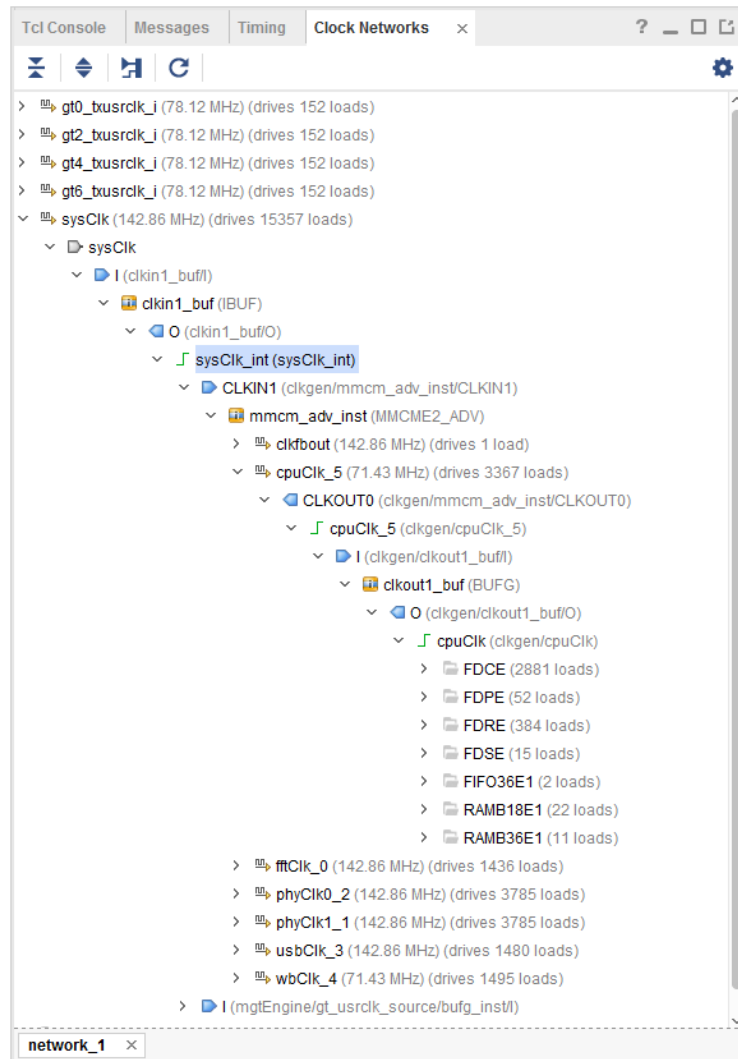 Tcl Console Messages Timing Clock Networks × ?
gt0_txusrclk_i (78.12 MHz) (drives 152 loads)
gt2_txusrclk_i (78.12 MHz) (drives 152 loads)
gt4_txusrclk_i (78.12 MHz) (drives 152 loads)
gt6_txusrclk_i (78.12 MHz) (drives 152 loads)
sysClk (142.86 MHz) (drives 15357 loads)
sysClk
I (clkin1_buf/I)
clkin1_buf (IBUF)
O (clkin1_buf/O)
sysClk_int (sysClk_int)
CLKIN1 (clkgen/mmcm_adv_inst/CLKIN1)
mmcm_adv_inst (MMCME2_ADV)
clkfbout (142.86 MHz) (drives 1 load)
cpuClk_5 (71.43 MHz) (drives 3367 loads)
CLKOUT0 (clkgen/mmcm_adv_inst/CLKOUT0)
cpuClk_5 (clkgen/cpuClk_5)
I (clkgen/clkout1_buf/I)
clkout1_buf (BUFG)
O (clkgen/clkout1_buf/O)
cpuClk (clkgen/cpuClk)
FDCE (2881 loads)
FDPE (52 loads)
FDRE (384 loads)
FDSE (15 loads)
FIFO36E1 (2 loads)
RAMB18E1 (22 loads)
RAMB36E1 (11 loads)
fftClk_0 (142.86 MHz) (drives 1436 loads)
phyClk0_2 (142.86 MHz) (drives 3785 loads)
phyClk1_1 (142.86 MHz) (drives 3785 loads)
usbClk_3 (142.86 MHz) (drives 1480 loads)
wbClk_4 (71.43 MHz) (drives 1495 loads)
I (mgtEngine/gt_usrclk_source/bufg_inst/I)
network_1 ×